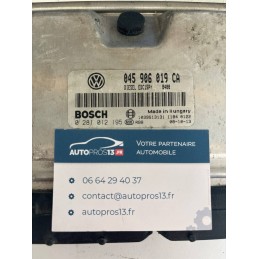 045 906 019 CA
DIESEL EDC15P+
BOSCH
Made in Hungary
0 281 012 195
AUTOPROS13.FR
VOTRE PARTENAIRE
AUTOMOBILE
06 64 29 40 37
contact@autopros13.fr
autopros13.fr